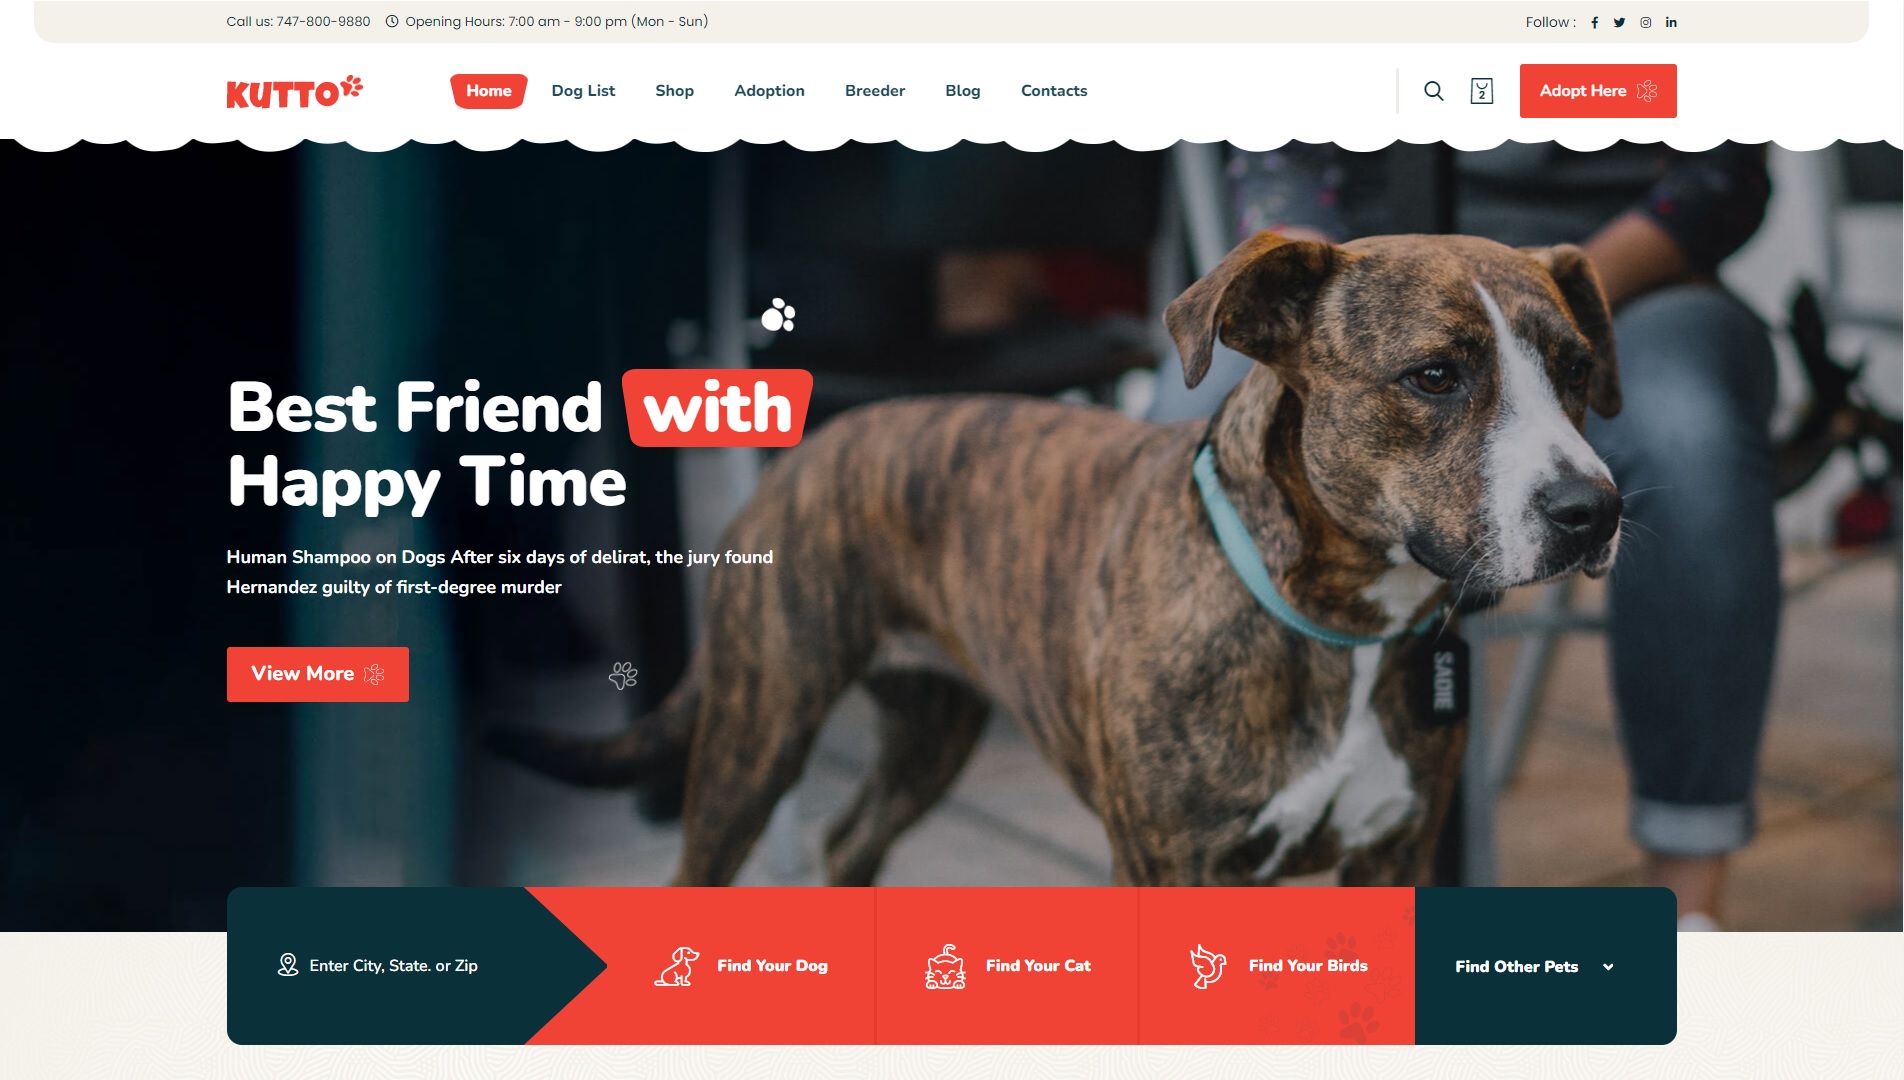 Call us: 747-800-9880 Opening Hours: 7:00 am - 9:00 pm (Mon - Sun)
Follow :
KUTTO
Home
Dog List
Shop
Adoption
Breeder
Blog
Contacts
2
Adopt Here
Best Friend with
Happy Time
Human Shampoo on Dogs After six days of delirat, the jury found
Hernandez guilty of first-degree murder
View More
SADIE
Enter City, State. or Zip
Find Your Dog
Find Your Cat
Find Your Birds
Find Other Pets